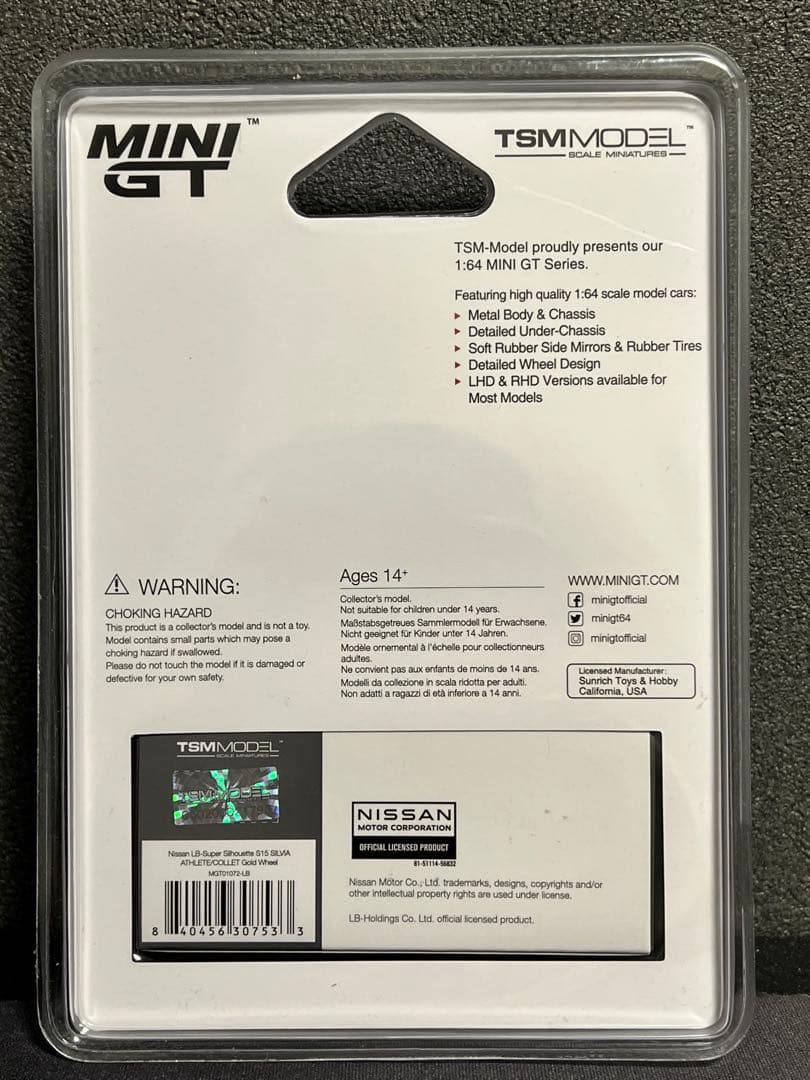 MINI GT™
TSMMODEL™
SCALE MINIATURES
TSM-Model proudly presents our
1:64 MINI GT Series.
Featuring high quality 1:64 scale model cars:
Metal Body & Chassis
Detailed Under-Chassis
Soft Rubber Side Mirrors & Rubber Tires
Detailed Wheel Design
LHD & RHD Versions available for
Most Models
WARNING:
CHOKING HAZARD
This product is a collector's model and is not a toy.
Model contains small parts which may pose a
choking hazard if swallowed.
Please do not touch the model if it is damaged or
defective for your own safety.
Ages 14+
Collector's model.
Not suitable for children under 14 years.
Maßstabsgetreues Sammlermodell für Erwachsene.
Nicht geeignet für Kinder unter 14 Jahren.
Modèle ornemental à l'échelle pour collectionneurs
adultes.
Ne convient pas aux enfants de moins de 14 ans.
Modelli da collezione in scala ridotta per adulti.
Non adatti a ragazzi di età inferiore a 14 anni.
WWW.MINIGT.COM
minigtofficial
minigt64
minigtofficial
Licensed Manufacturer:
Sunrich Toys & Hobby
California, USA
TSMMODEL™
SCALE MINIATURES
TSMMODEL
Nissan LB-Super Silhouette S15 SILVIA
ATHLETE/COLLET Gold Wheel
MGT01072-LB
8 40456 30753 3
NISSAN
MOTOR CORPORATION
OFFICIAL LICENSED PRODUCT
81-51114-56832
Nissan Motor Co., Ltd. trademarks, designs, copyrights and/or
other intellectual property rights are used under license.
LB-Holdings Co. Ltd. official licensed product.